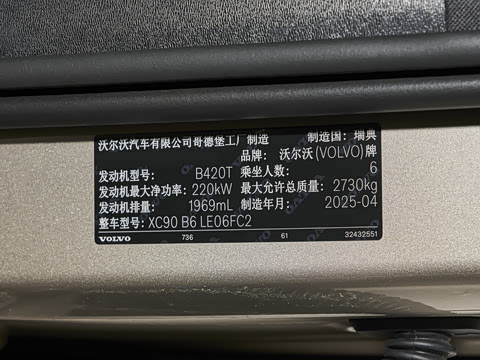 沃尔沃汽车有限公司哥德堡工厂制造 制造国：瑞典
品牌：沃尔沃(VOLVO)牌
发动机型号：B420T 乘坐人数：6
发动机最大净功率：220kW 最大允许总质量：2730kg
发动机排量：1969mL 制造年月：2025-04
整车型号：XC90 B6 LE06FC2
VOLVO 736 61 32432551